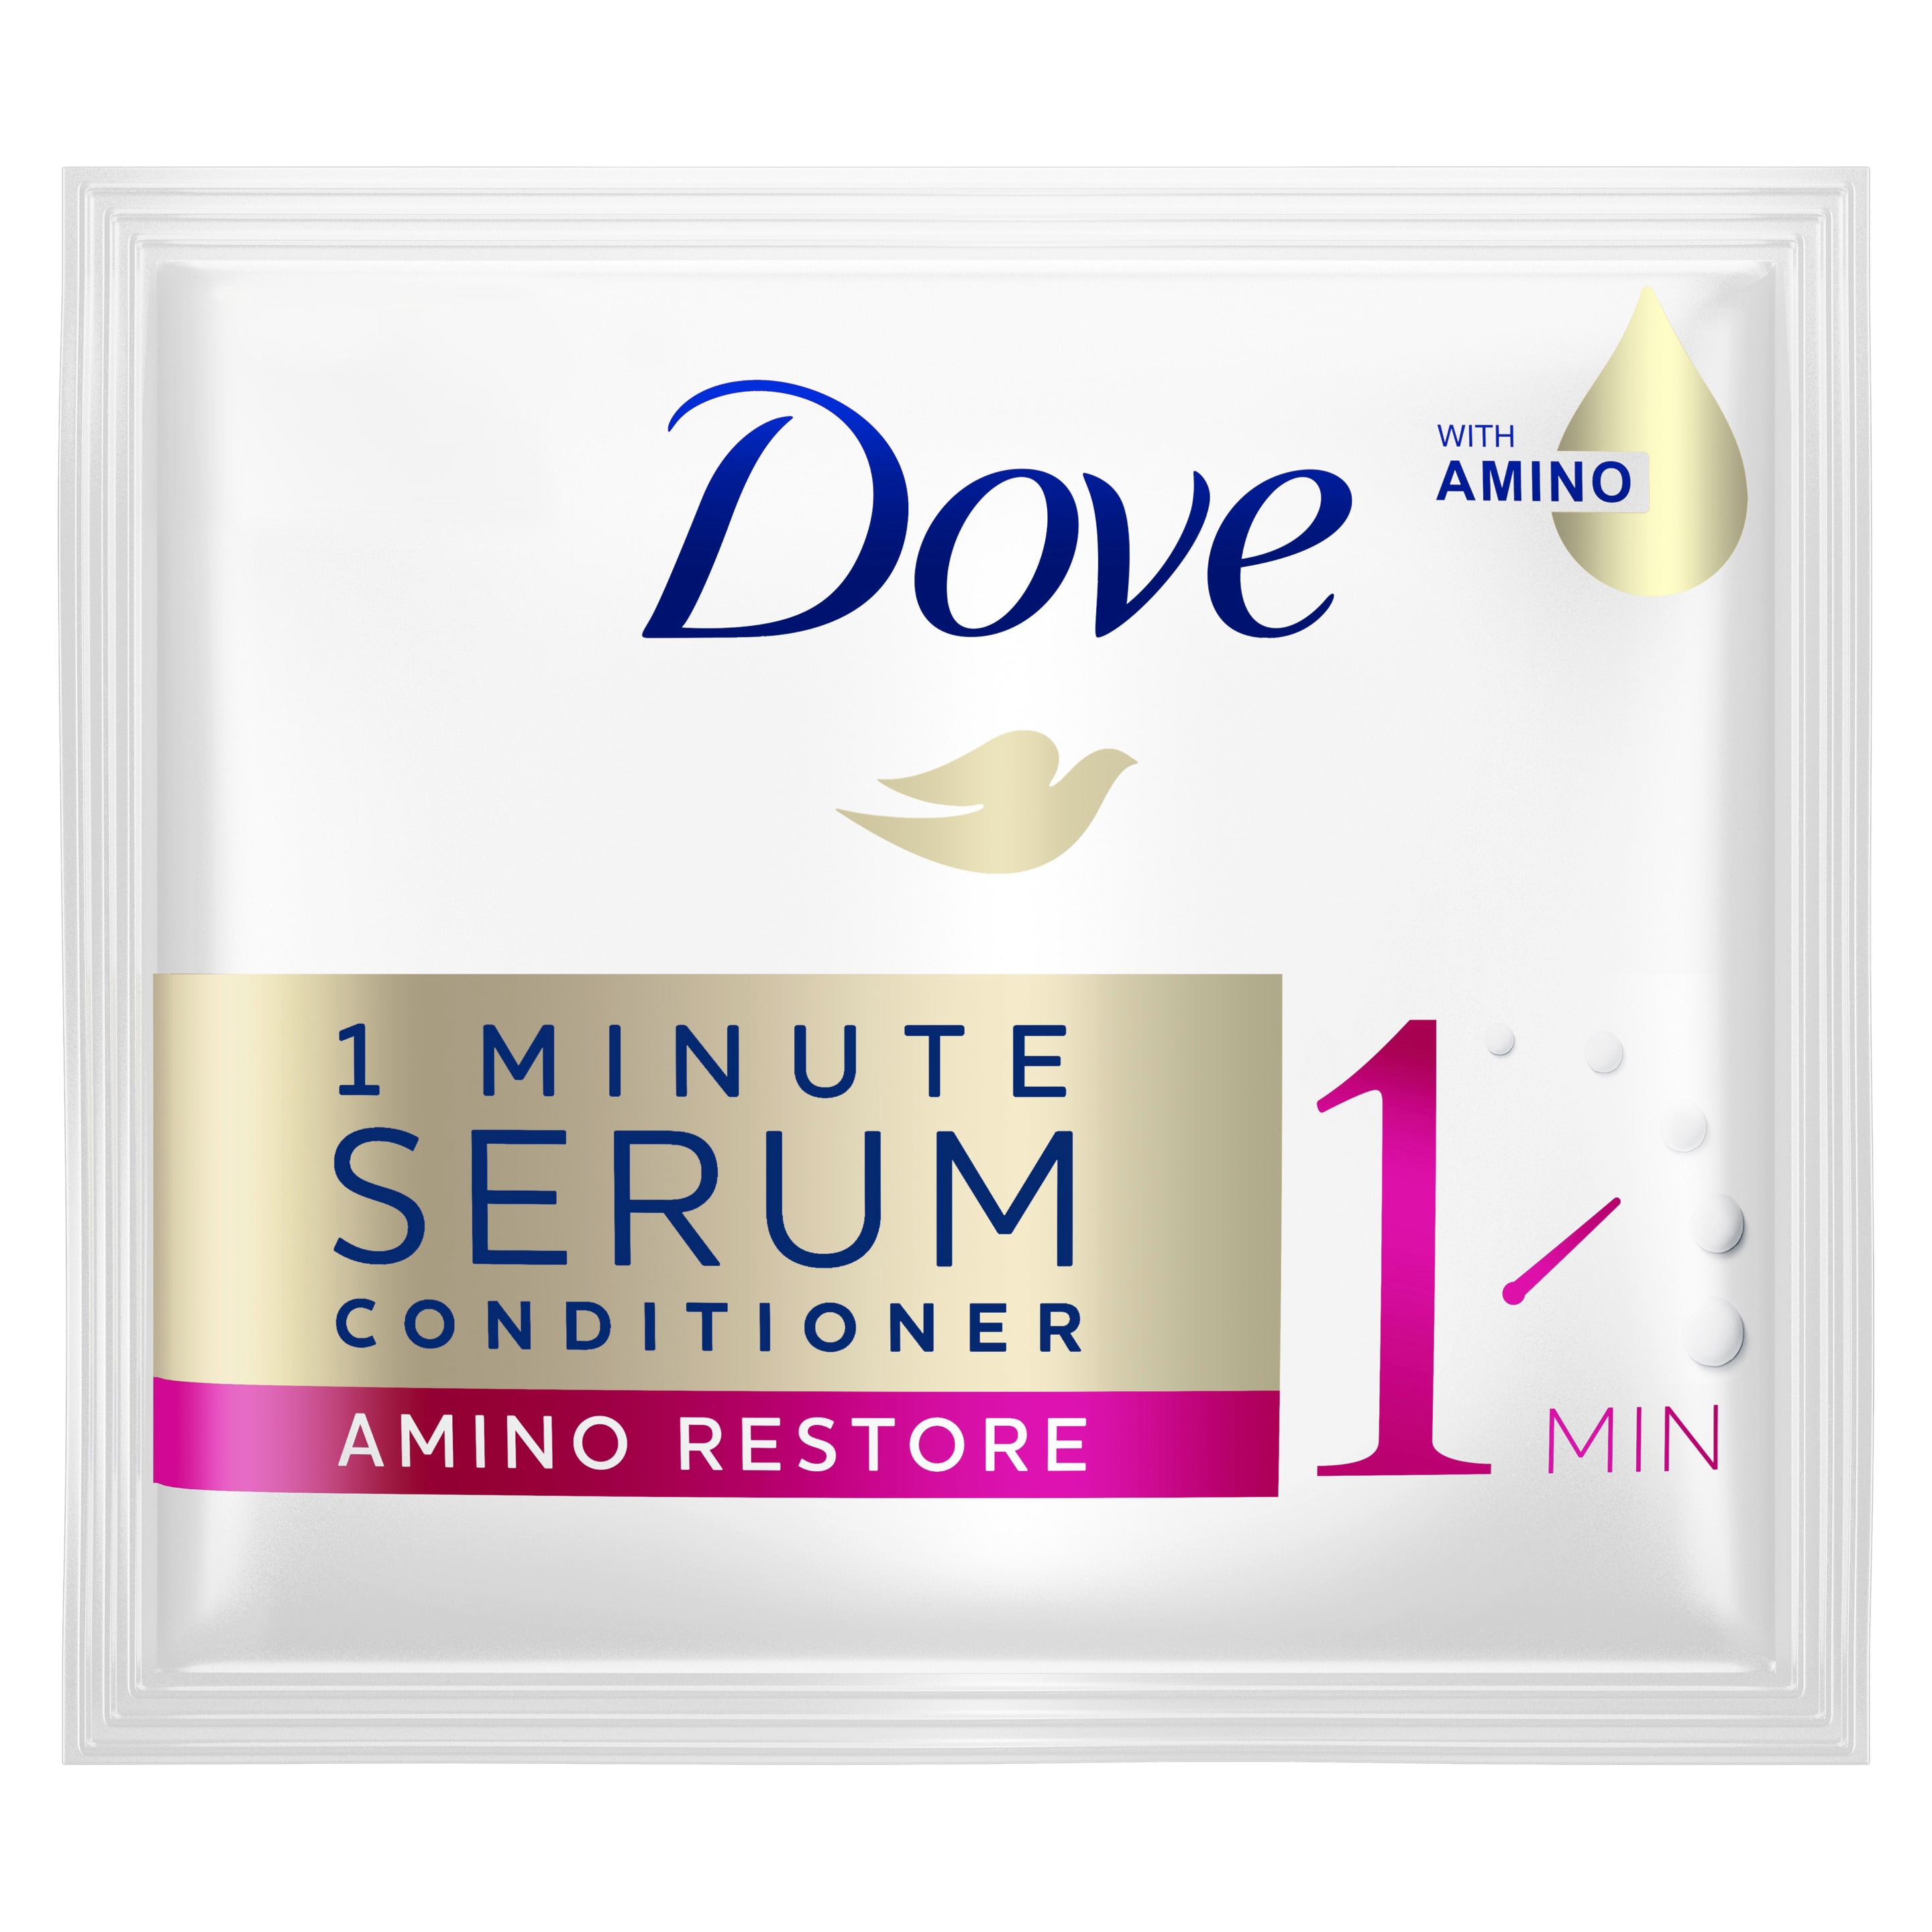 Dove
WITH
AMINO
1 MINUTE
SERUM
CONDITIONER
AMINO RESTORE
1
MIN